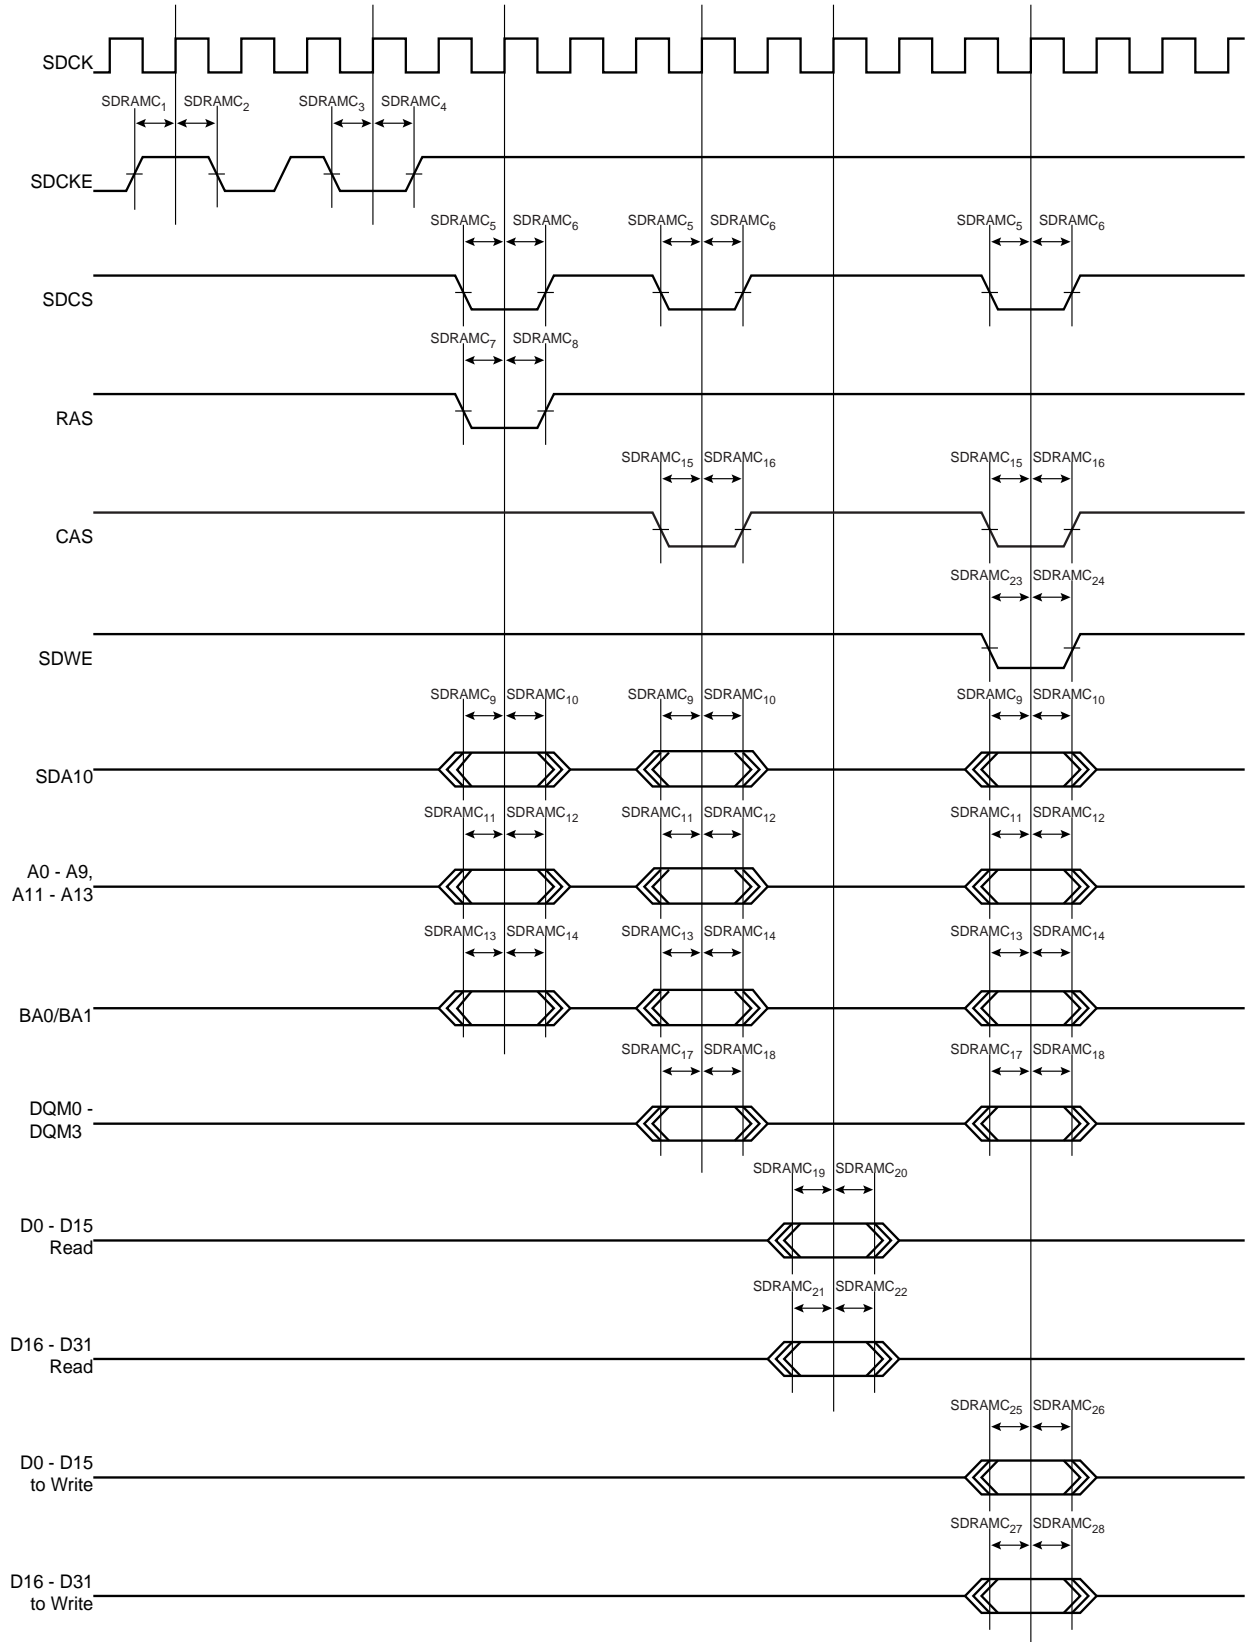 SDCK
SDRAMC1 SDRAMC2 SDRAMC3 SDRAMC4
SDCKE
SDRAMC5 SDRAMC6 SDRAMC5 SDRAMC6 SDRAMC5 SDRAMC6
SDCS
SDRAMC7 SDRAMC8
RAS
SDRAMC15 SDRAMC16 SDRAMC15 SDRAMC16
CAS
SDRAMC23 SDRAMC24
SDWE
SDRAMC9 SDRAMC10 SDRAMC9 SDRAMC10 SDRAMC9 SDRAMC10
SDA10
SDRAMC11 SDRAMC12 SDRAMC11 SDRAMC12 SDRAMC11 SDRAMC12
A0 - A9,
A11 - A13
SDRAMC13 SDRAMC14 SDRAMC13 SDRAMC14 SDRAMC13 SDRAMC14
BA0/BA1
SDRAMC17 SDRAMC18 SDRAMC17 SDRAMC18
DQM0 -
DQM3
SDRAMC19 SDRAMC20
D0 - D15
Read
SDRAMC21 SDRAMC22
D16 - D31
Read
SDRAMC25 SDRAMC26
D0 - D15
to Write
SDRAMC27 SDRAMC28
D16 - D31
to Write